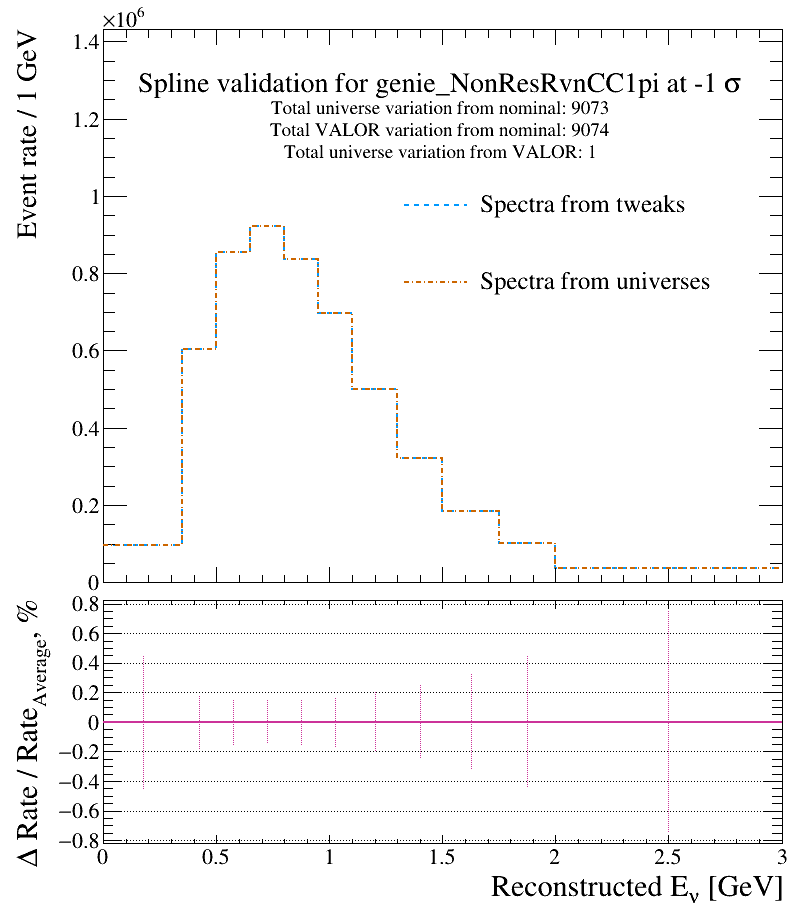 ×10⁶
Event rate / 1 GeV
1.4
1.2
1
0.8
0.6
0.4
0.2
0
Spline validation for genie_NonResRvnCC1pi at -1 σ
Total universe variation from nominal: 9073
Total VALOR variation from nominal: 9074
Total universe variation from VALOR: 1
Spectra from tweaks
Spectra from universes
Δ Rate / Rate_Average, %
0.8
0.6
0.4
0.2
0
−0.2
−0.4
−0.6
−0.8
0 0.5 1 1.5 2 2.5 3
Reconstructed E_ν [GeV]